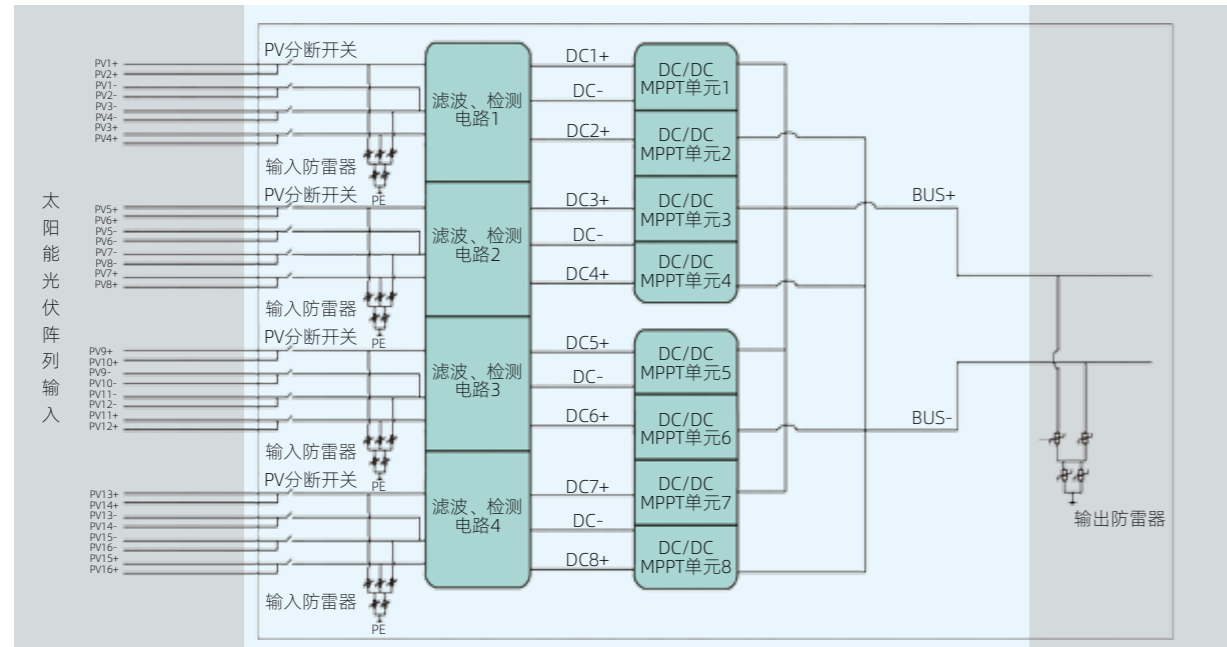 太阳能光伏阵列输入
PV分断开关
PV1+
PV2+
PV1-
PV2-
PV3-
PV4-
PV3+
PV4+
输入防雷器
PE
滤波、检测
电路1
DC1+
DC-
DC2+
DC/DC
MPPT单元1
DC/DC
MPPT单元2
PV分断开关
PV5+
PV6+
PV5-
PV6-
PV7-
PV8-
PV7+
PV8+
输入防雷器
PE
滤波、检测
电路2
DC3+
DC-
DC4+
DC/DC
MPPT单元3
DC/DC
MPPT单元4
PV分断开关
PV9+
PV10+
PV9-
PV10-
PV11-
PV12-
PV11+
PV12+
输入防雷器
PE
滤波、检测
电路3
DC5+
DC-
DC6+
DC/DC
MPPT单元5
DC/DC
MPPT单元6
PV分断开关
PV13+
PV14+
PV13-
PV14-
PV15-
PV16-
PV15+
PV16+
输入防雷器
PE
滤波、检测
电路4
DC7+
DC-
DC8+
DC/DC
MPPT单元7
DC/DC
MPPT单元8
BUS+
BUS-
输出防雷器